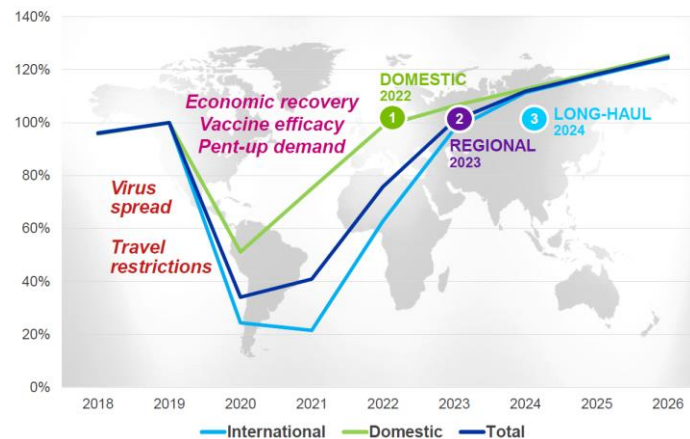 140%
120%
100%
80%
60%
40%
20%
0%
Economic recovery
Vaccine efficacy
Pent-up demand
Virus
spread
Travel
restrictions
DOMESTIC
2022
1
2
REGIONAL
2023
3
LONG-HAUL
2024
2018 2019 2020 2021 2022 2023 2024 2025 2026
International Domestic Total